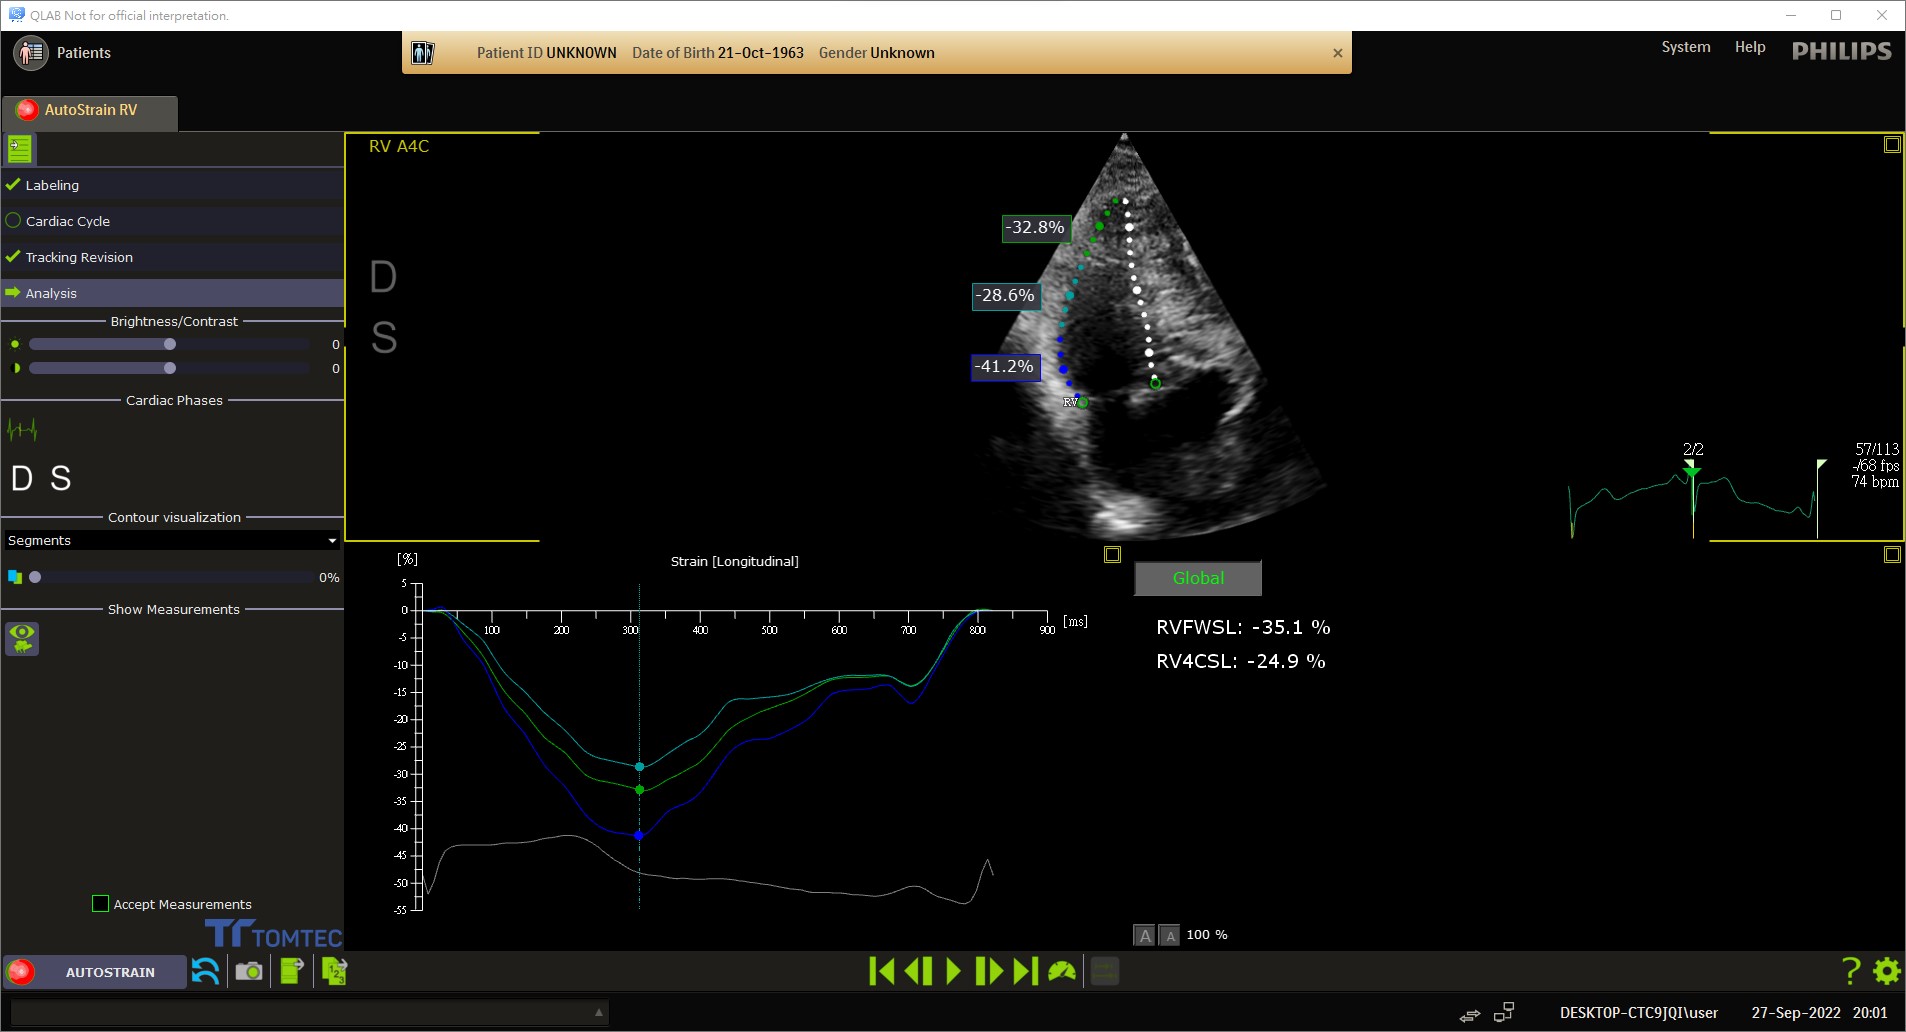 QLAB Not for official interpretation.
Patients
Patient ID UNKNOWN Date of Birth 21-Oct-1963 Gender Unknown
System Help PHILIPS
AutoStrain RV
Labeling
Cardiac Cycle
Tracking Revision
Analysis
Brightness/Contrast
0
0
Cardiac Phases
D S
Contour visualization
Segments
0%
Show Measurements
Accept Measurements
TOMTEC
RV A4C
D
S
-32.8%
-28.6%
-41.2%
RV
2/2
57/113
-/68 fps
74 bpm
[%]
Strain [Longitudinal]
5
0
-5
-10
-15
-20
-25
-30
-35
-40
-45
-50
-55
100 200 300 400 500 600 700 800 900 [ms]
Global
RVFWSL: -35.1 %
RV4CSL: -24.9 %
A A 100 %
AUTOSTRAIN
1 2 3
?
DESKTOP-CTC9JQI\user 27-Sep-2022 20:01